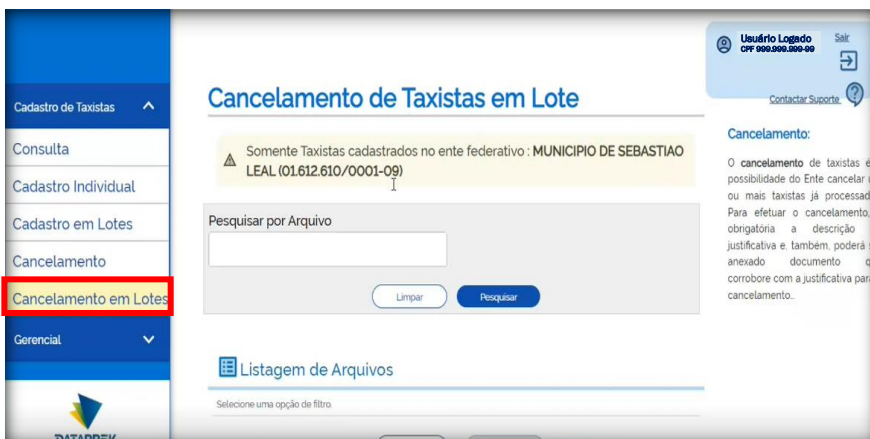 Cadastro de Taxistas
Consulta
Cadastro Individual
Cadastro em Lotes
Cancelamento
Cancelamento em Lotes
Gerencial
Cancelamento de Taxistas em Lote
Somente Taxistas cadastrados no ente federativo : MUNICIPIO DE SEBASTIAO
LEAL (01.612.610/0001-09)
Pesquisar por Arquivo
Limpar
Pesquisar
Listagem de Arquivos
Selecione uma opção de filtro.
Usuário Logado
CPF 999.999.999-99
Sair
Contactar Suporte
Cancelamento:
O cancelamento de taxistas é
possibilidade do Ente cancelar
ou mais taxistas já
Para efetuar o cancelamento,
obrigatória a descrição
justificativa e, também, poderá
anexado documento
corrobore com a justificativa
cancelamento..